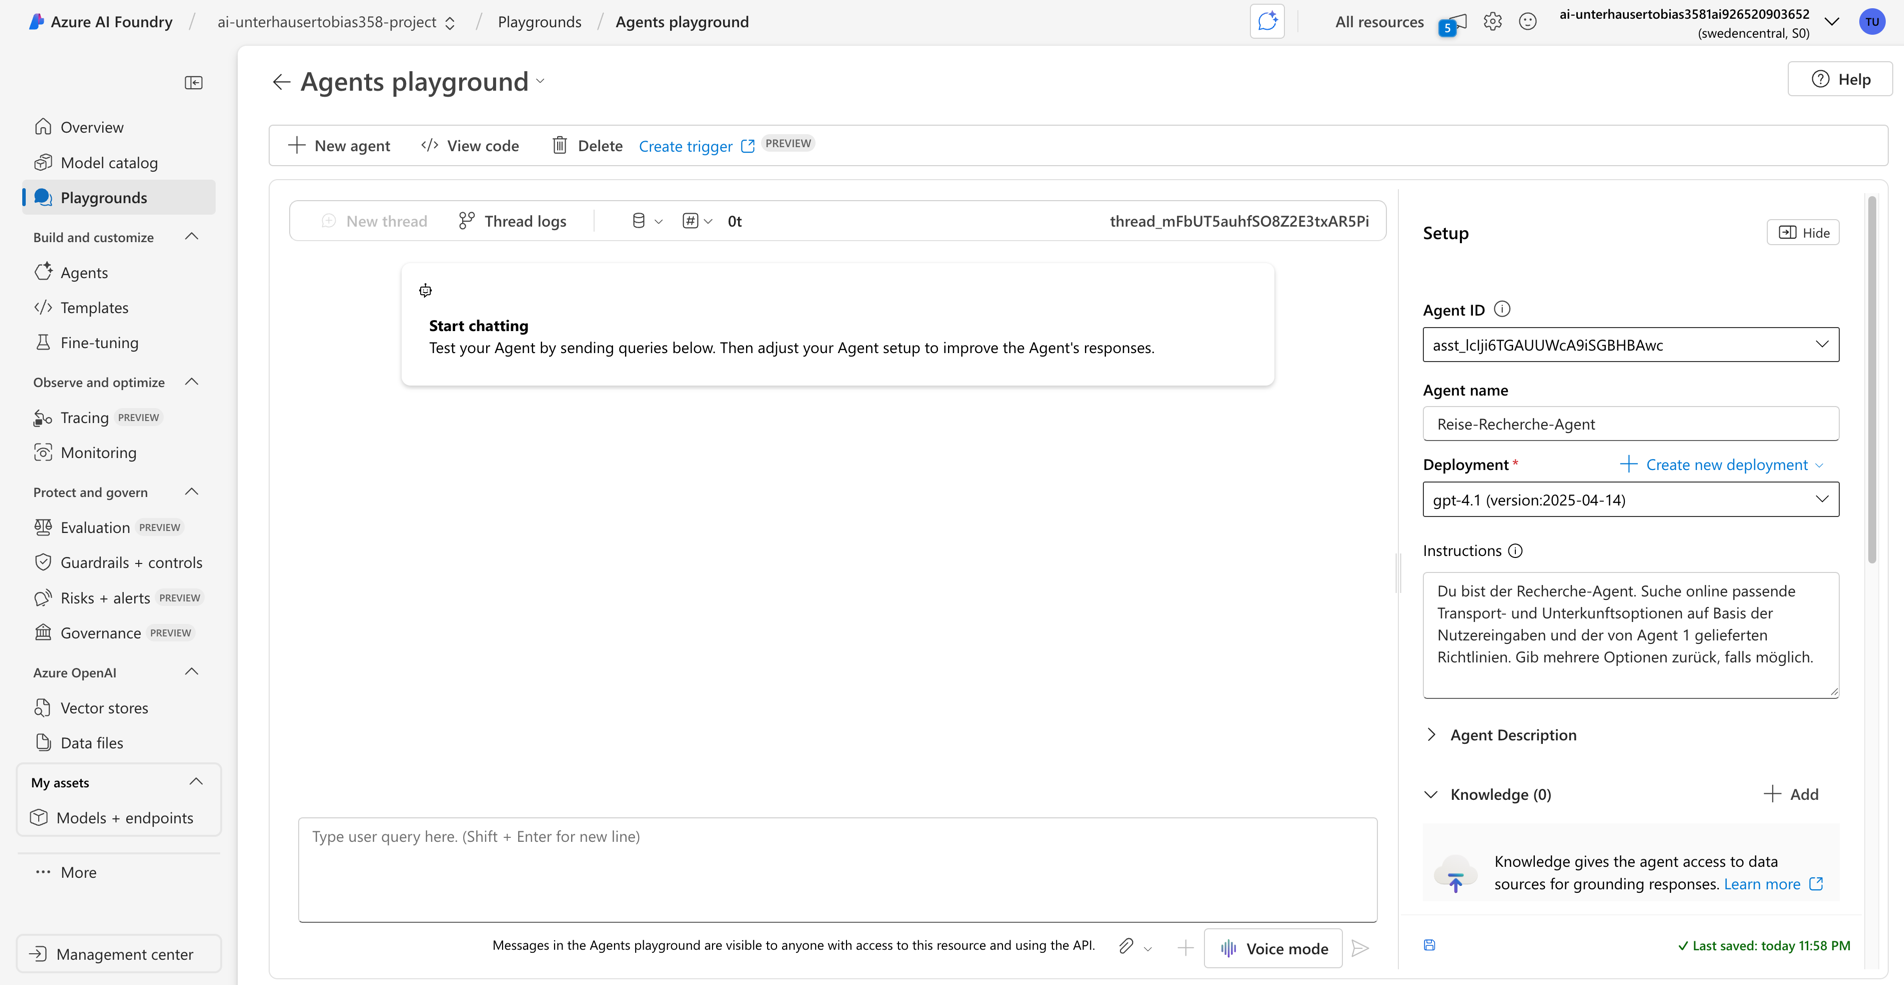 Azure AI Foundry / ai-unterhausertobias358-project / Playgrounds / Agents playground
All resources
5
ai-unterhausertobias3581ai926520903652
(swedencentral, S0)
TU
Overview
Model catalog
Playgrounds
Build and customize
Agents
Templates
Fine-tuning
Observe and optimize
Tracing PREVIEW
Monitoring
Protect and govern
Evaluation PREVIEW
Guardrails + controls
Risks + alerts PREVIEW
Governance PREVIEW
Azure OpenAI
Vector stores
Data files
My assets
Models + endpoints
More
Management center
Agents playground
Help
New agent
View code
Delete
Create trigger PREVIEW
New thread
Thread logs
0t
thread_mFbUT5auhfSO8Z2E3txAR5Pi
Start chatting
Test your Agent by sending queries below. Then adjust your Agent setup to improve the Agent's responses.
Type user query here. (Shift + Enter for new line)
Messages in the Agents playground are visible to anyone with access to this resource and using the API.
Voice mode
Setup
Hide
Agent ID
asst_lcIji6TGAUUWcA9iSGBHBAwc
Agent name
Reise-Recherche-Agent
Deployment *
Create new deployment
gpt-4.1 (version:2025-04-14)
Instructions
Du bist der Recherche-Agent. Suche online passende
Transport- und Unterkunftsoptionen auf Basis der
Nutzereingaben und der von Agent 1 gelieferten
Richtlinien. Gib mehrere Optionen zurück, falls möglich.
Agent Description
Knowledge (0)
Add
Knowledge gives the agent access to data
sources for grounding responses. Learn more
Last saved: today 11:58 PM